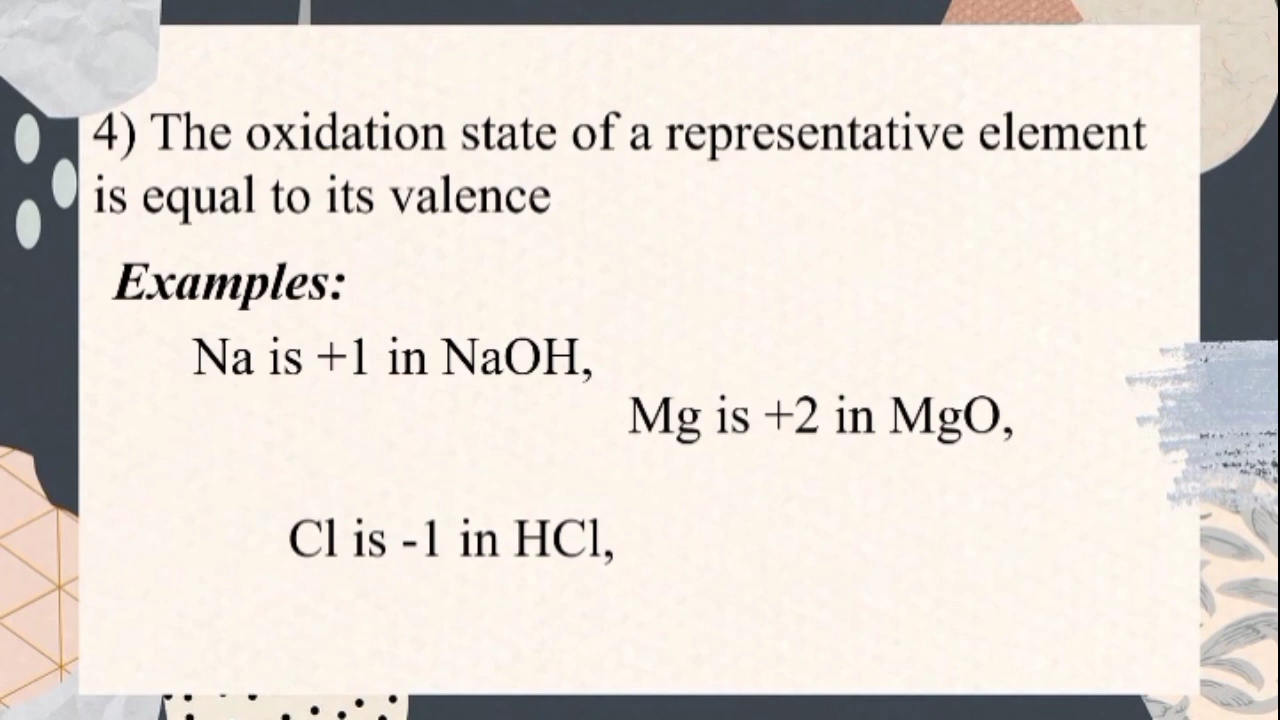 4) The oxidation state of a representative element
is equal to its valence
Examples:
Na is +1 in NaOH,
Mg is +2 in MgO,
Cl is -1 in HCl,